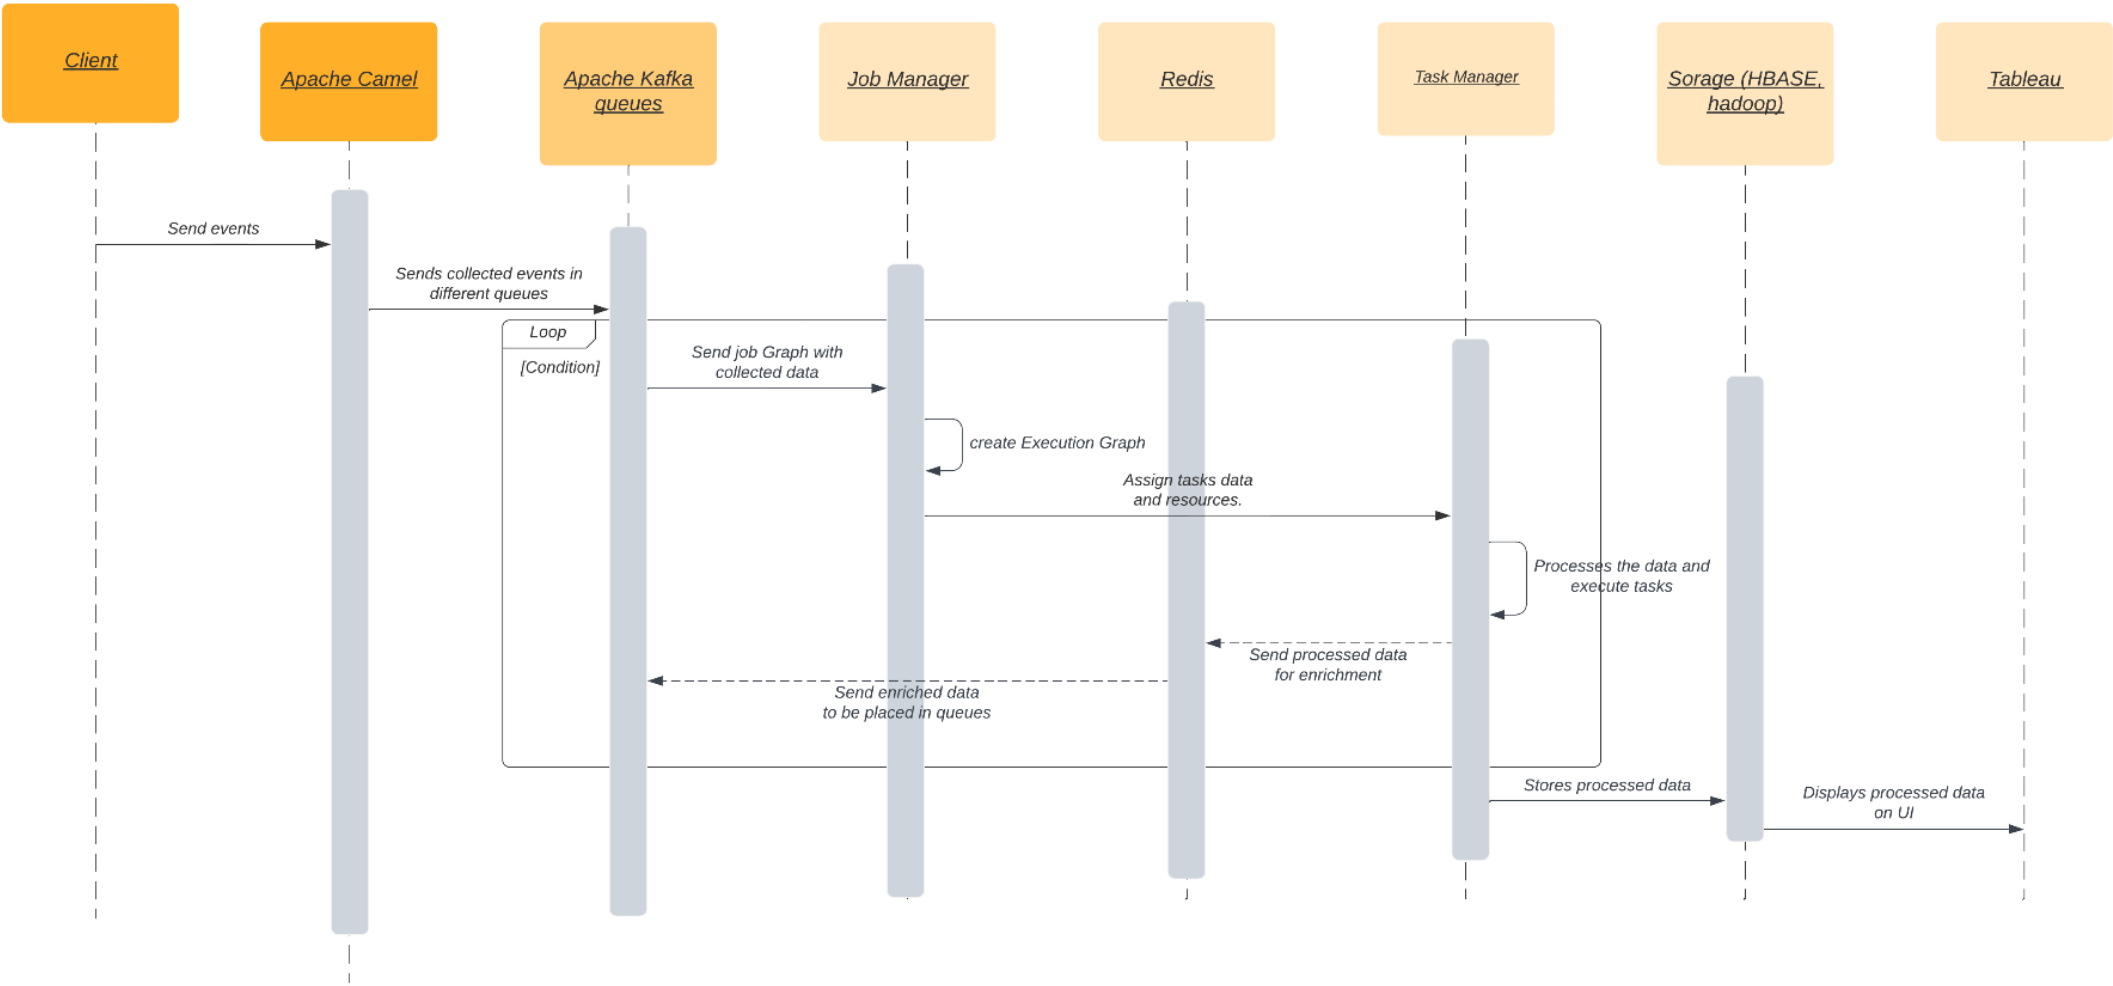 Client
Apache Camel
Apache Kafka
queues
Job Manager
Redis
Task Manager
Sorage (HBASE,
hadoop)
Tableau
Send events
Sends collected events in
different queues
Loop
[Condition]
Send job Graph with
collected data
create Execution Graph
Assign tasks data
and resources.
Processes the data and
execute tasks
Send processed data
for enrichment
Send enriched data
to be placed in queues
Stores processed data
Displays processed data
on UI